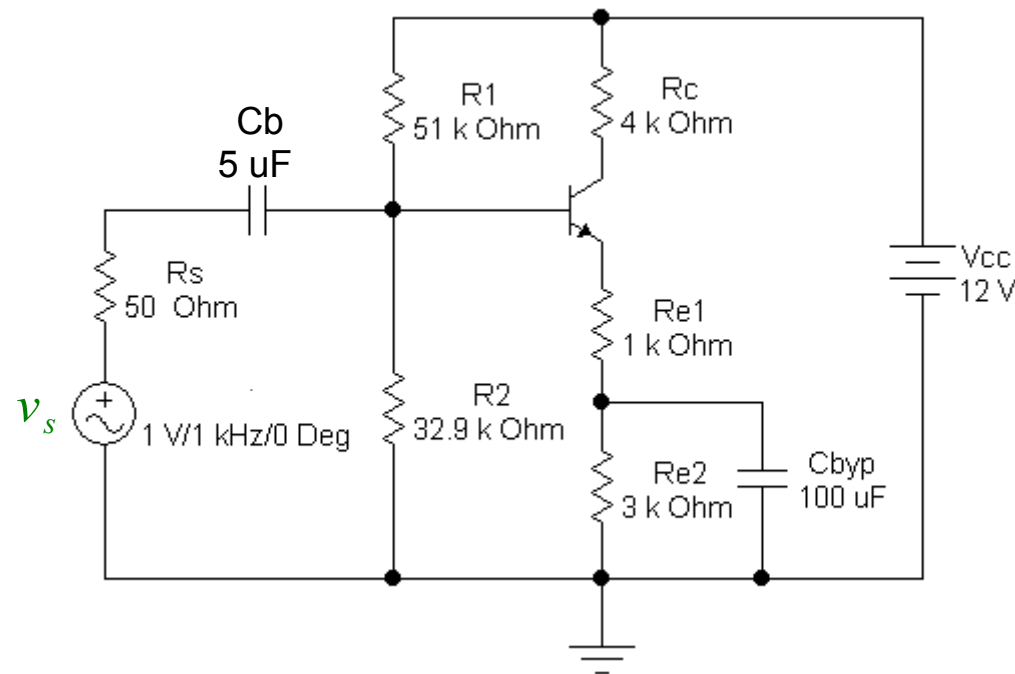 R1
51 k Ohm
Rc
4 k Ohm
Cb
5 uF
Rs
50 Ohm
Vcc
12 V
Re1
1 k Ohm
v_s
1 V/1 kHz/0 Deg
R2
32.9 k Ohm
Re2
3 k Ohm
Cbyp
100 uF